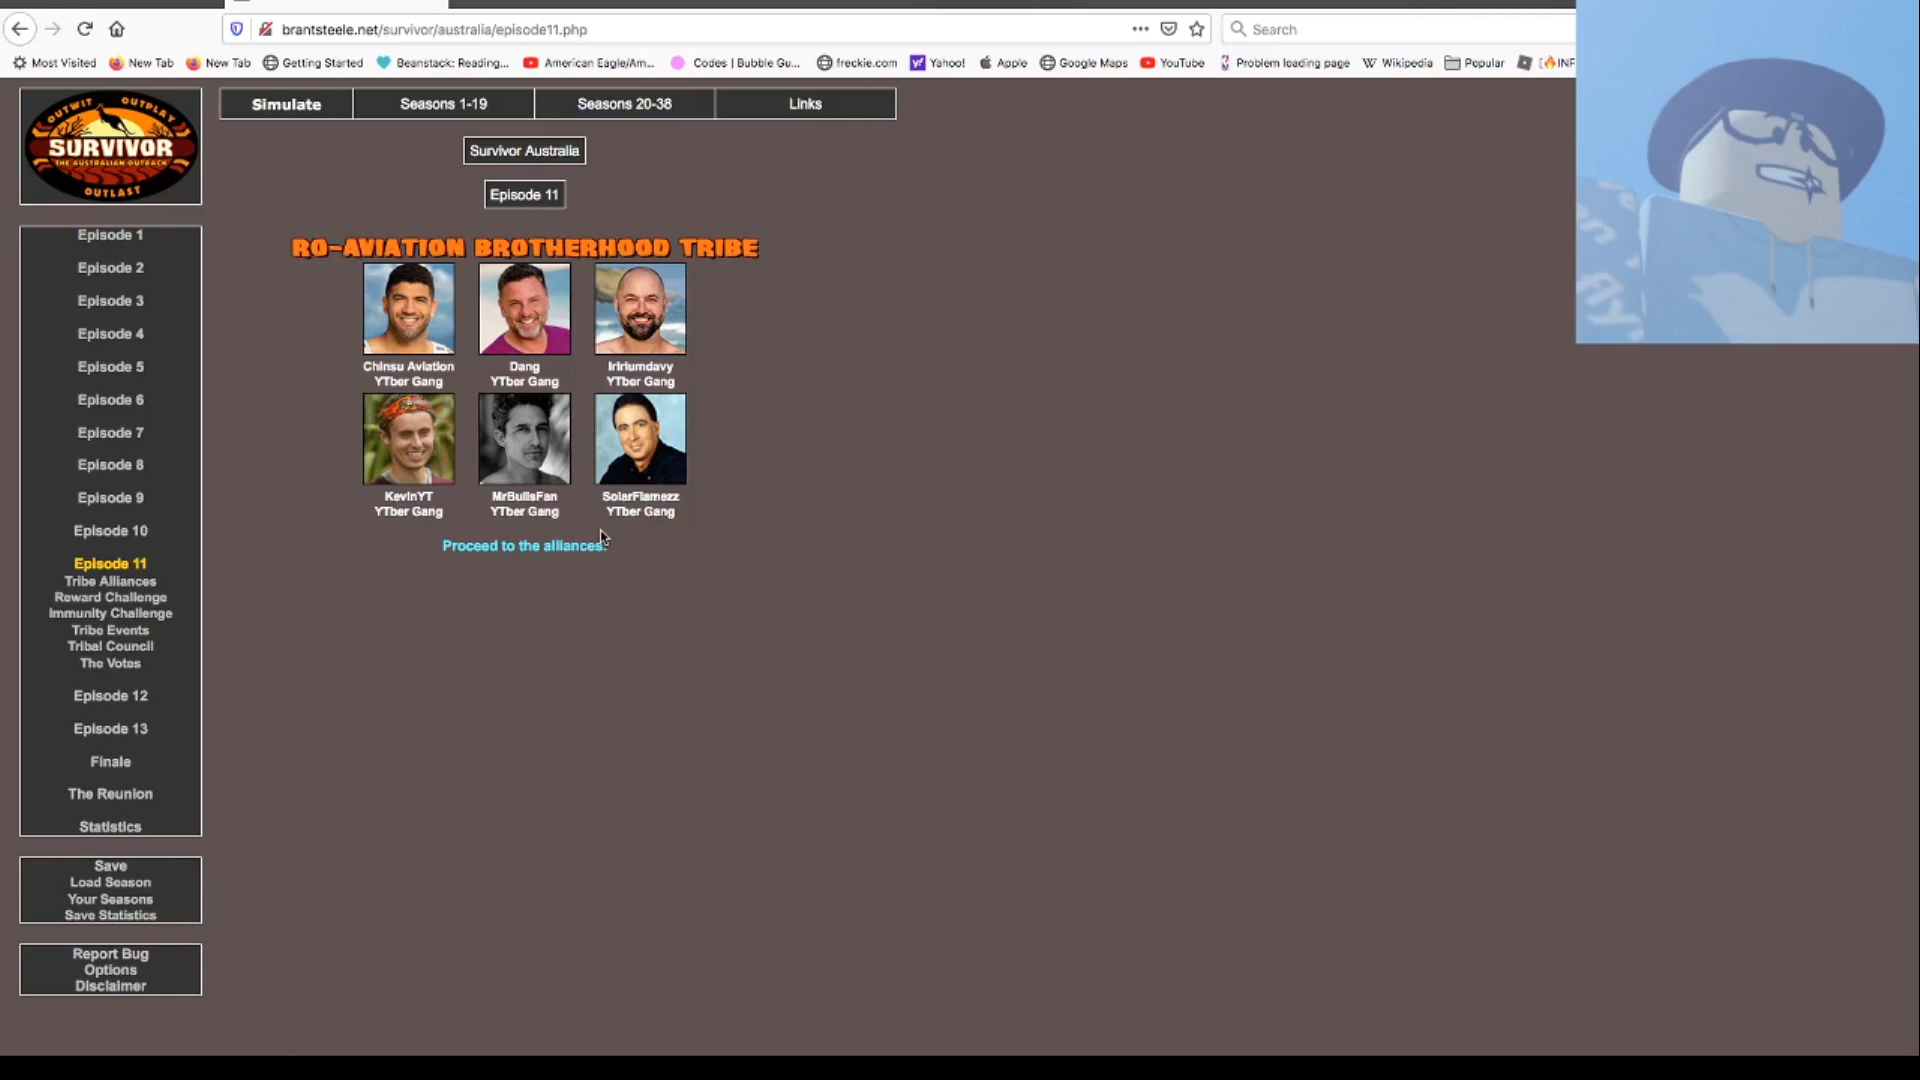 brantsteele.net/survivor/australia/episode11.php
Search
Most Visited
New Tab
New Tab
Getting Started
Beanstack: Reading...
American Eagle/Am...
Codes | Bubble Gu...
freckie.com
Yahoo!
Apple
Google Maps
YouTube
Problem loading page
Wikipedia
Popular
[🔥INF
OUTWIT OUTPLAY
SURVIVOR
THE AUSTRALIAN OUTBACK
OUTLAST
Simulate
Seasons 1-19
Seasons 20-38
Links
Survivor Australia
Episode 11
RO-AVIATION BROTHERHOOD TRIBE
Chinsu Aviation
YTber Gang
Dang
YTber Gang
Iririumdavy
YTber Gang
KevinYT
YTber Gang
MrBullsFan
YTber Gang
SolarFlamezz
YTber Gang
Proceed to the alliances.
Episode 1
Episode 2
Episode 3
Episode 4
Episode 5
Episode 6
Episode 7
Episode 8
Episode 9
Episode 10
Episode 11
Tribe Alliances
Reward Challenge
Immunity Challenge
Tribe Events
Tribal Council
The Votes
Episode 12
Episode 13
Finale
The Reunion
Statistics
Save
Load Season
Your Seasons
Save Statistics
Report Bug
Options
Disclaimer